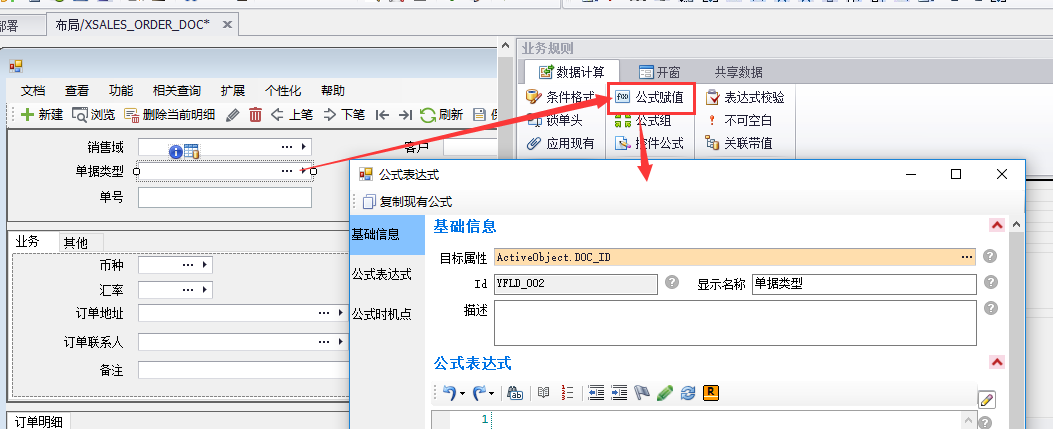 部署
布局/XSALES_ORDER_DOC* ×
业务规则
数据计算 开窗 共享数据
文档 查看 功能 相关查询 扩展 个性化 帮助
条件格式 公式赋值 表达式校验
新建 浏览 删除当前明细 上笔 下笔 刷新
锁单头 公式组 不可空白
应用现有 控件公式 关联带值
销售域 客户
单据类型
单号
公式表达式
复制现有公式
基础信息
公式表达式
公式时机点
基础信息
目标属性 ActiveObject.DOC_ID
Id YFLD_002 显示名称 单据类型
描述
公式表达式
1
业务 其他
币种
汇率
订单地址
订单联系人
备注
订单明细